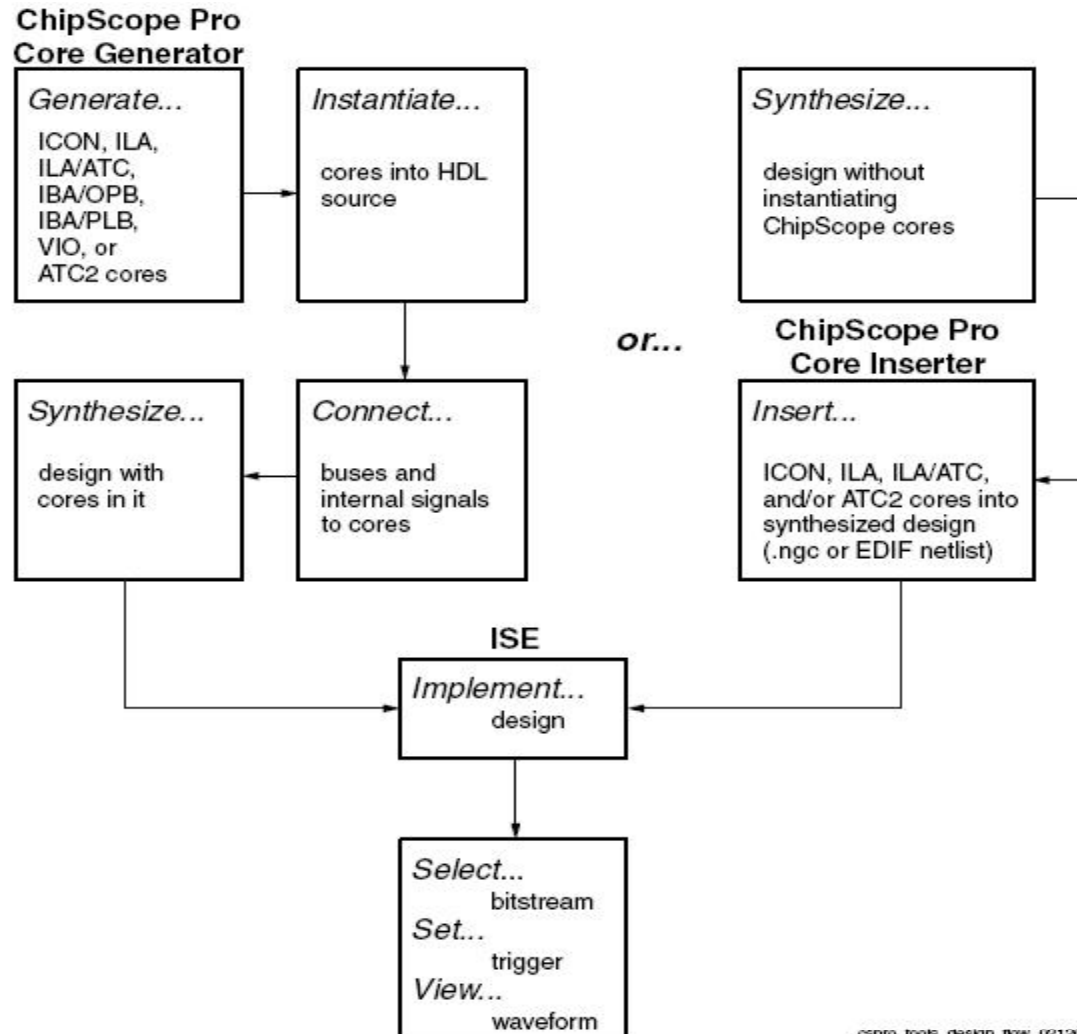 ChipScope Pro
Core Generator
Generate...
ICON, ILA,
ILA/ATC,
IBA/OPB,
IBA/PLB,
VIO, or
ATC2 cores
Instantiate...
cores into HDL
source
Synthesize...
design with
cores in it
Connect...
buses and
internal signals
to cores
or...
Synthesize...
design without
instantiating
ChipScope cores
ChipScope Pro
Core Inserter
Insert...
ICON, ILA, ILA/ATC,
and/or ATC2 cores into
synthesized design
(.ngc or EDIF netlist)
ISE
Implement...
design
Select...
bitstream
Set...
trigger
View...
waveform